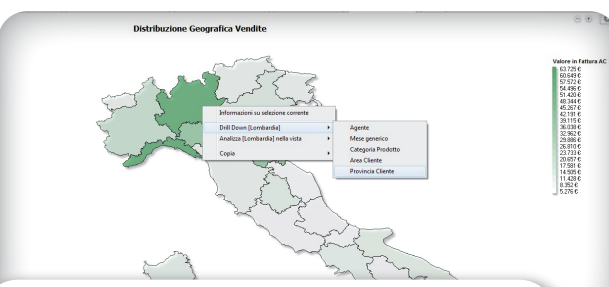 Distribuzione Geografica Vendite
Valore in Fattura AC
63.725 €
60.649 €
57.572 €
54.496 €
51.420 €
48.344 €
45.267 €
42.191 €
39.115 €
36.038 €
32.962 €
29.886 €
26.810 €
23.733 €
20.657 €
17.581 €
14.505 €
11.428 €
8.352 €
5.276 €
Informazioni su selezione corrente
Drill Down [Lombardia]
Analizza [Lombardia] nella vista
Copia
Agente
Mese generico
Categoria Prodotto
Area Cliente
Provincia Cliente